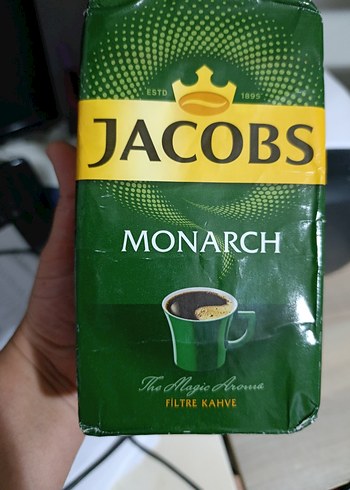 ESTD 1895
JACOBS
MONARCH
The Magic Aroma
FİLTRE KAHVE